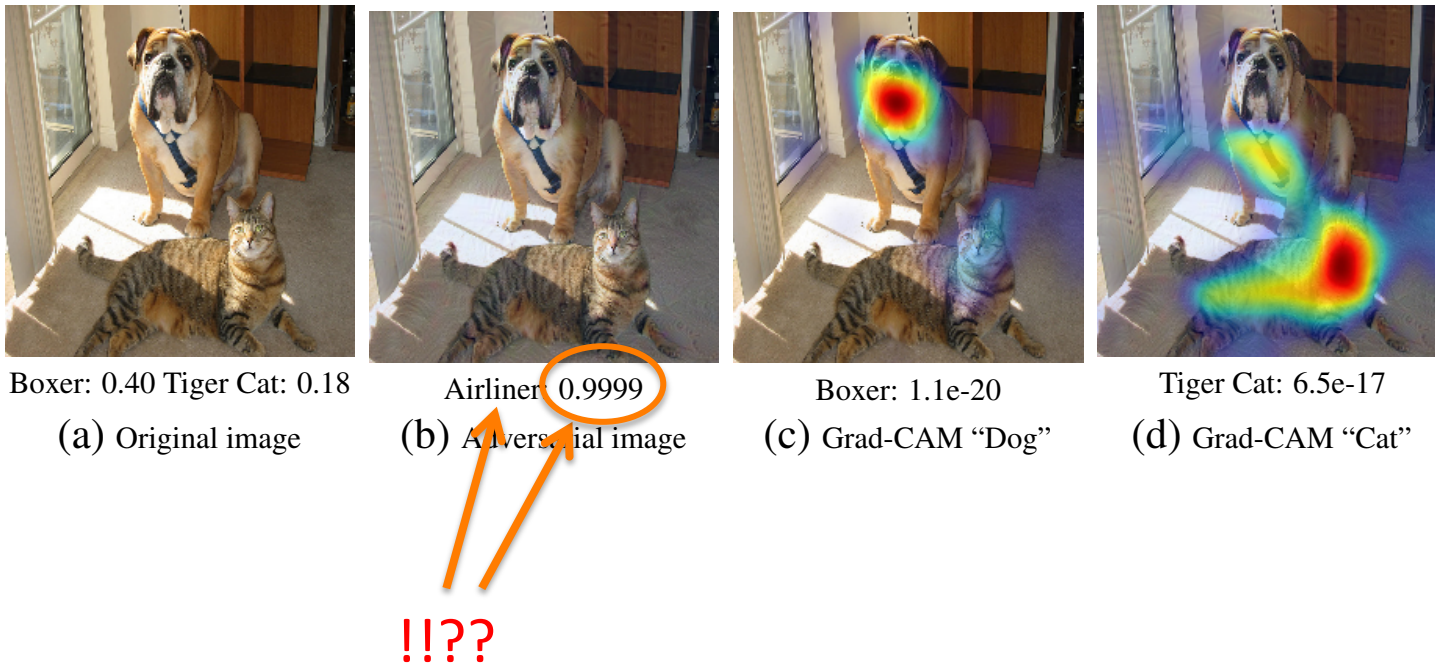 Boxer: 0.40 Tiger Cat: 0.18
(a) Original image
Airliner: 0.9999
(b) Adversarial image
Boxer: 1.1e-20
(c) Grad-CAM “Dog”
Tiger Cat: 6.5e-17
(d) Grad-CAM “Cat”
!!??